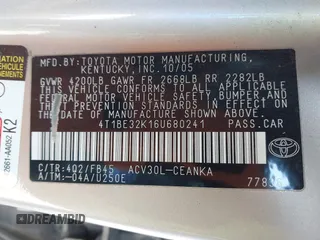 MFD. BY:
TOYOTA MOTOR MANUFACTURING,
KENTUCKY,INC. 10/05
GVWR 4200LB GAWR FR 2668LB RR 2282LB
THIS VEHICLE CONFORMS TO ALL APPLICABLE
FEDERAL MOTOR VEHICLE SAFETY, BUMPER, AND
THEFT PREVENTION STANDARDS IN EFFECT ON THE
DATE OF MANUFACTURE SHOWN ABOVE.
4T1BE32K16U680241 PASS.CAR
C/TR:4Q2/FB45 ACV30L-CEANKA
A/TM:-04A/U250E
TOYOTA
K2
DREAMBID